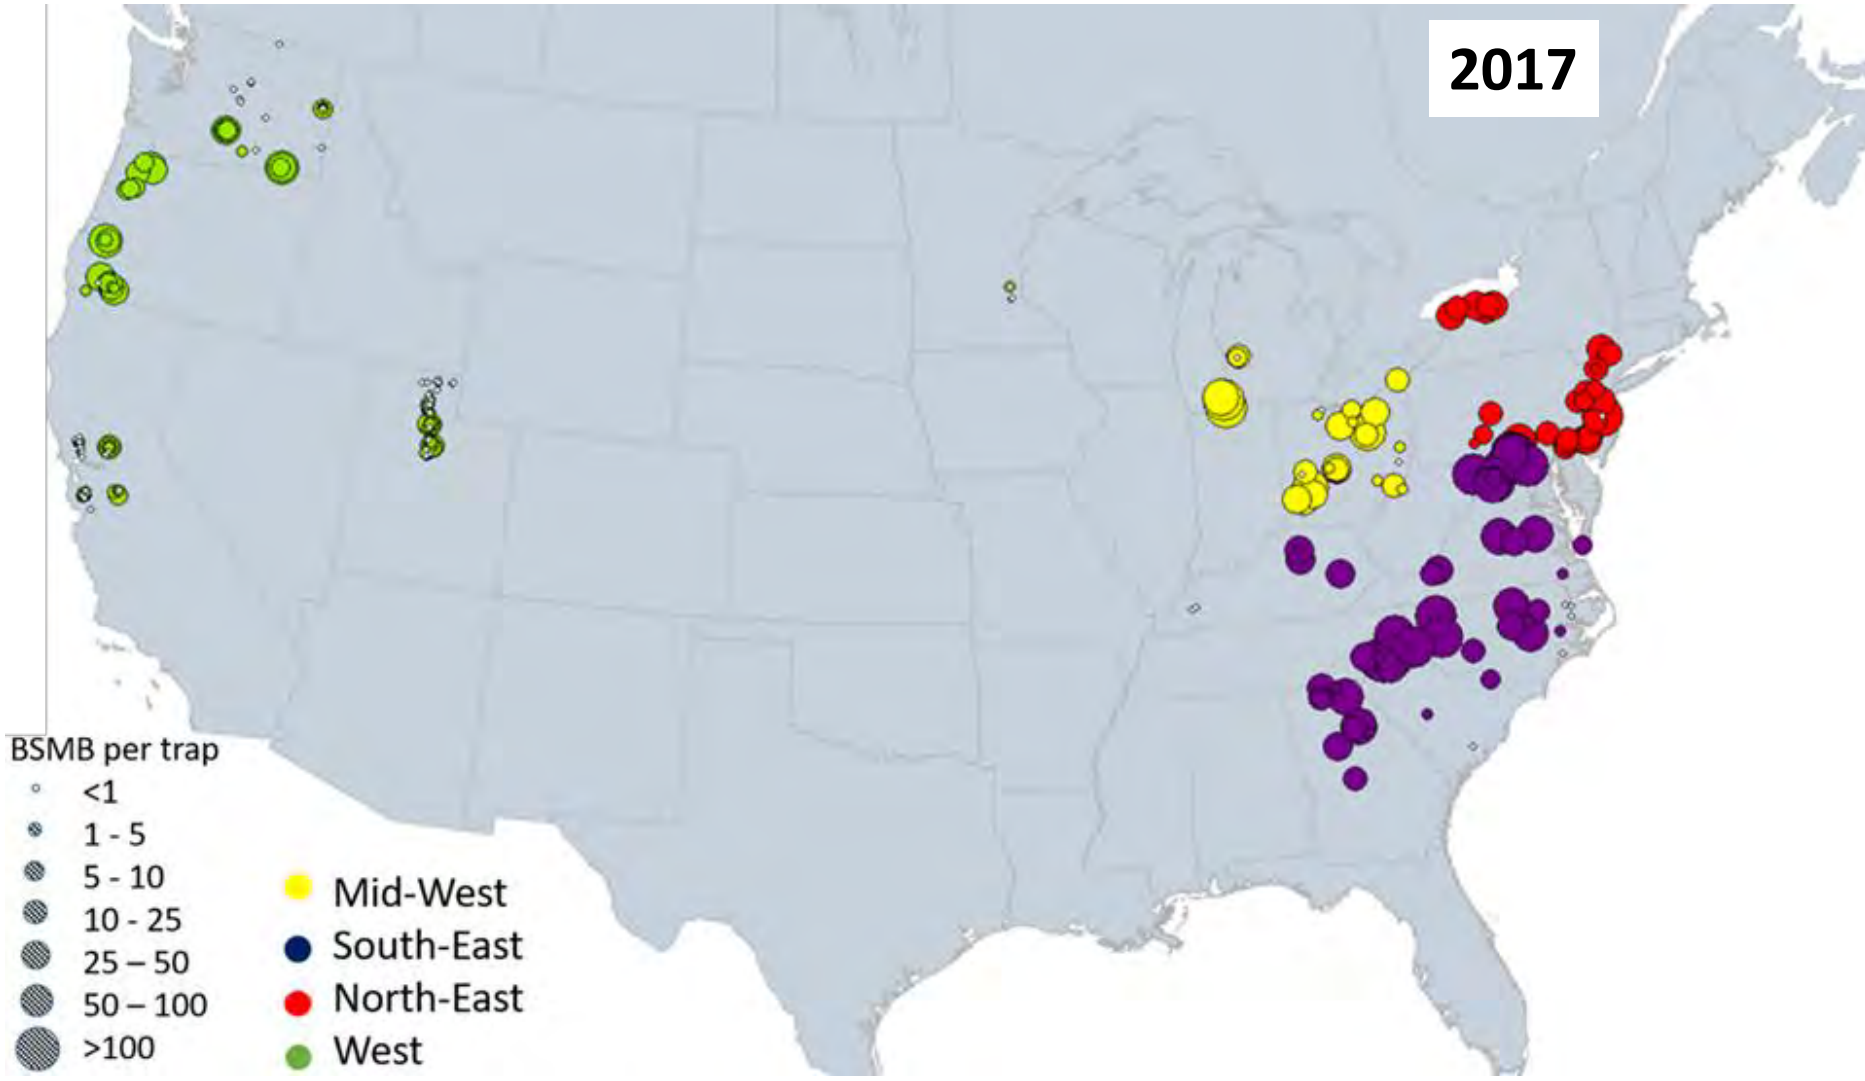 2017
BSMB per trap
<1
1 - 5
5 - 10
10 - 25
25 – 50
50 – 100
>100
Mid-West
South-East
North-East
West